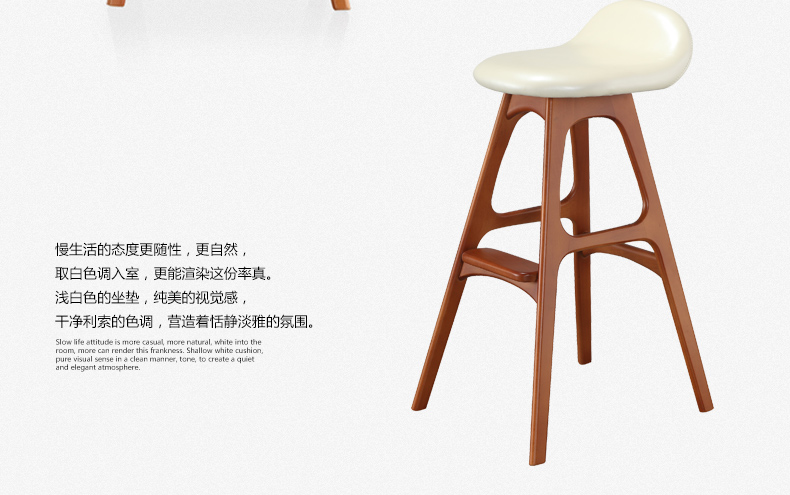 慢生活的态度更随性，更自然，
取白色调入室，更能渲染这份率真。
浅白色的坐垫，纯美的视觉感，
干净利索的色调，营造着恬静淡雅的氛围。
Slow life attitude is more casual, more natural, white into the
room, more can render this frankness. Shallow white cushion,
pure visual sense in a clean manner, tone, to create a quiet
and elegant atmosphere.